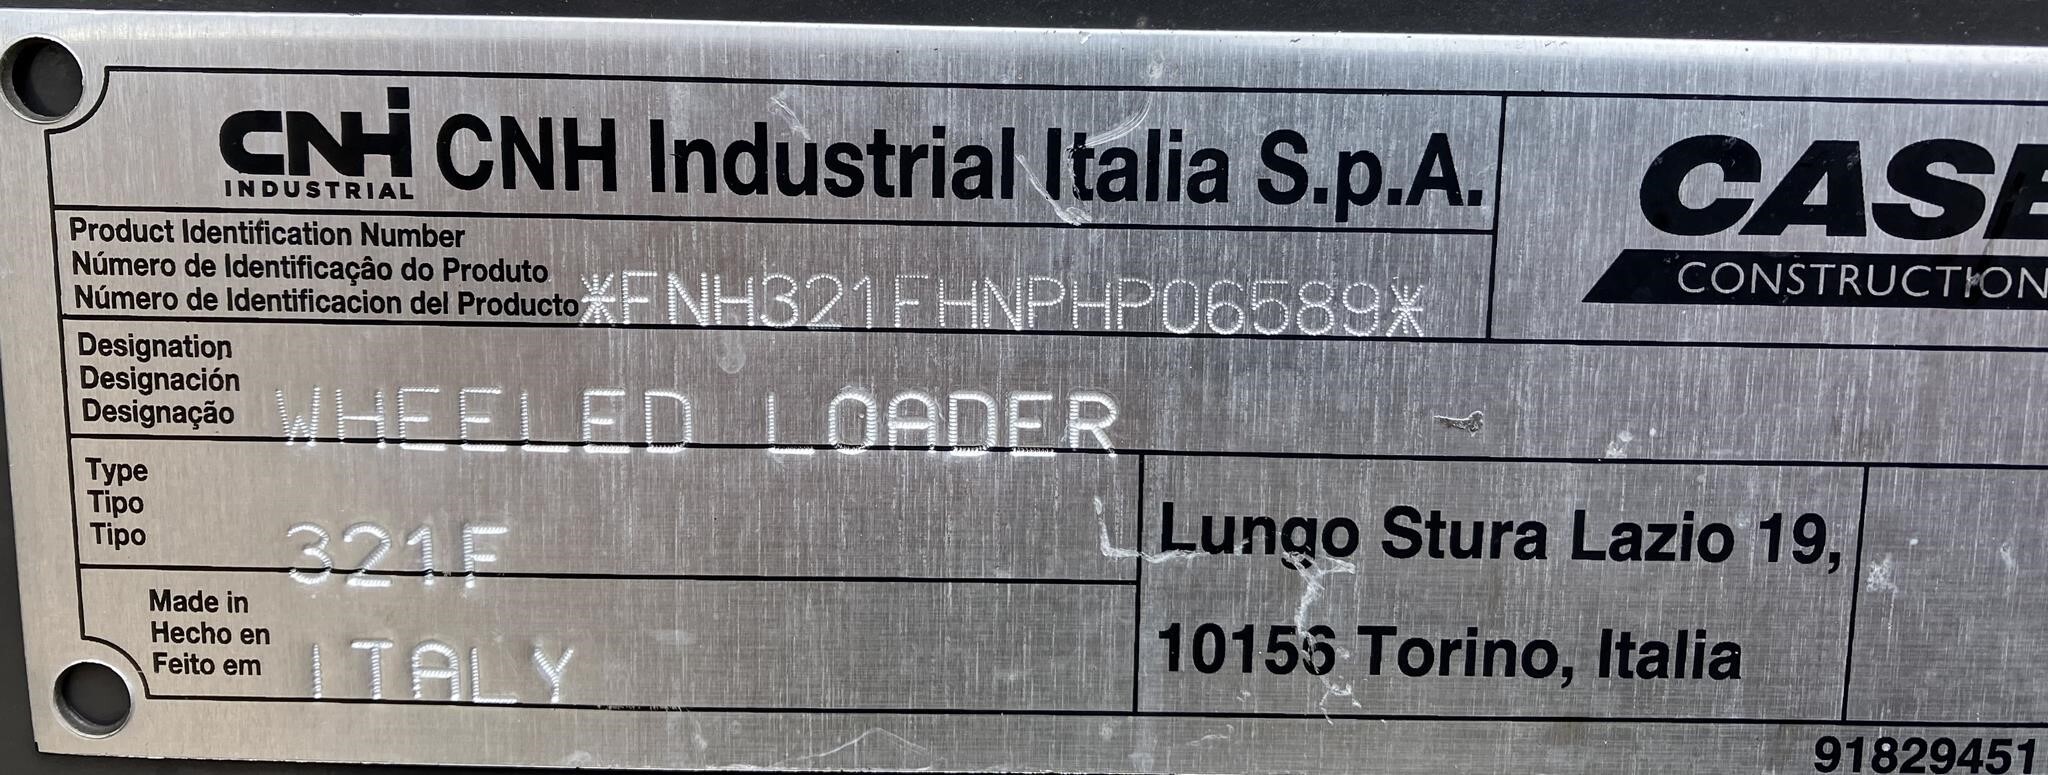 CNHi INDUSTRIAL CNH Industrial Italia S.p.A.
CASE
CONSTRUCTION
Product Identification Number
Número de Identificação do Produto
Número de Identificacion del Producto *FNH321FHNPHP06589*
Designation
Designación
Designação WHEELED LOADER
Type
Tipo
Tipo 321F
Made in
Hecho en
Feito em ITALY
Lungo Stura Lazio 19,
10156 Torino, Italia
91829451